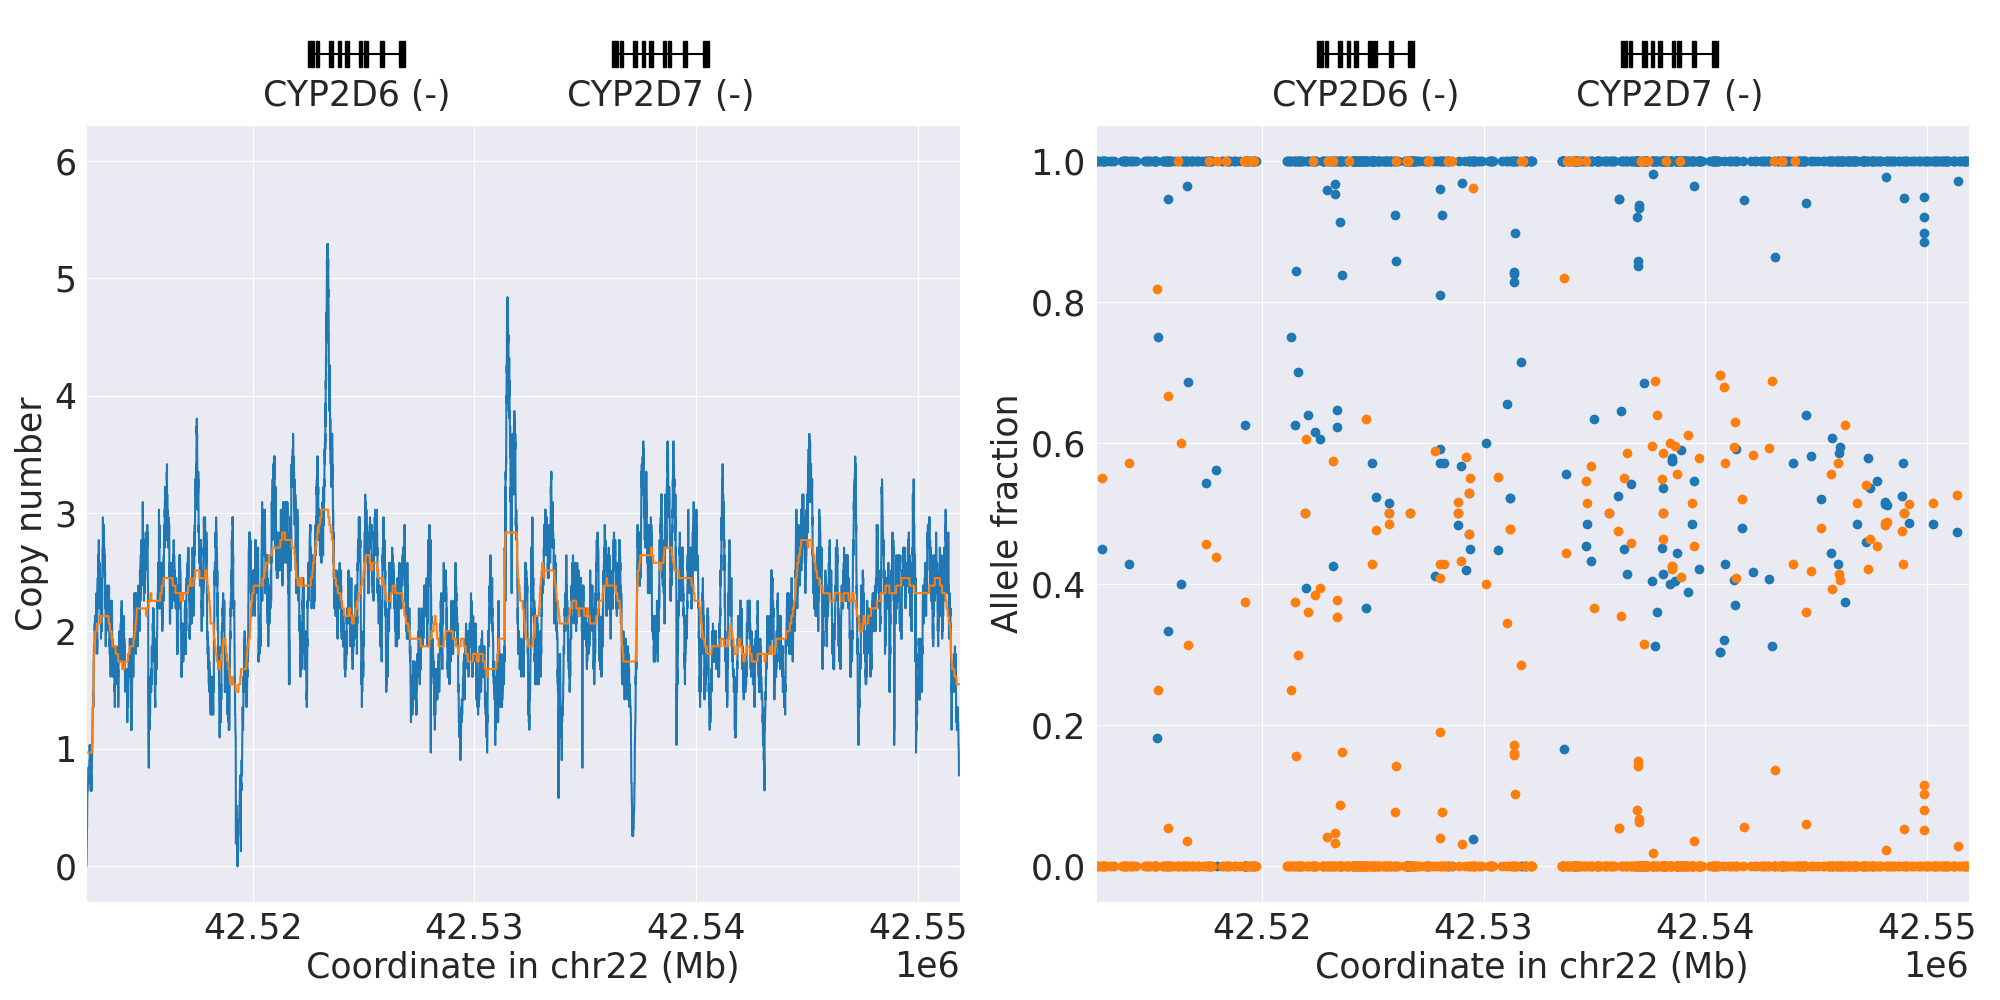 CYP2D6 (-) CYP2D7 (-)
Copy number
6
5
4
3
2
1
0
42.52 42.53 42.54 42.55
Coordinate in chr22 (Mb) 1e6
CYP2D6 (-) CYP2D7 (-)
Allele fraction
1.0
0.8
0.6
0.4
0.2
0.0
42.52 42.53 42.54 42.55
Coordinate in chr22 (Mb) 1e6